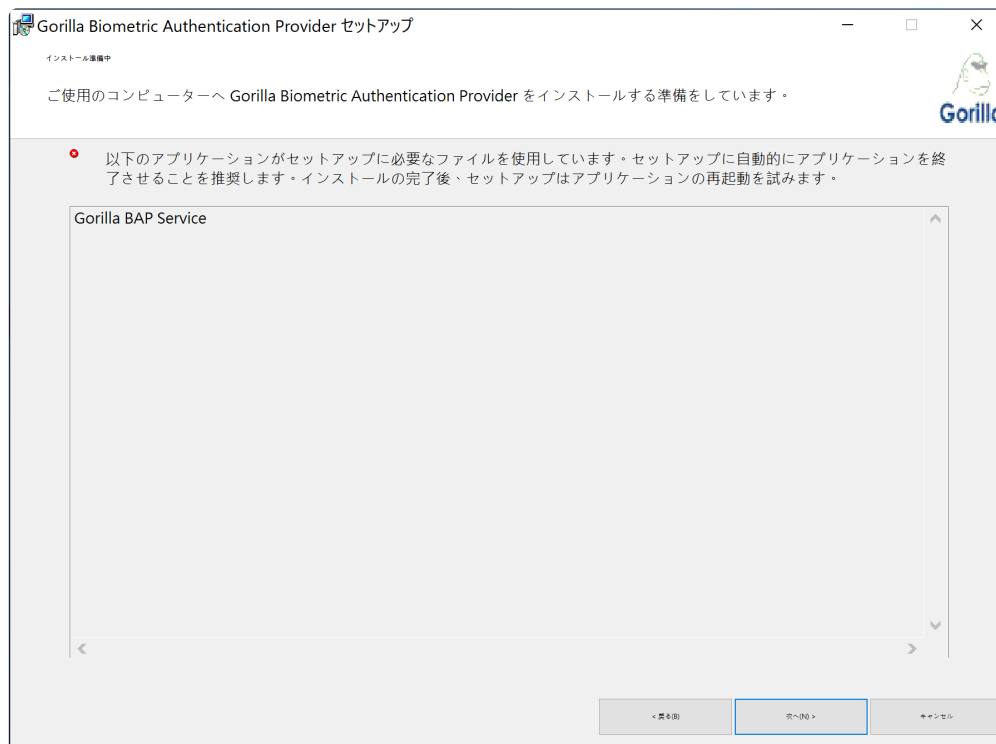 Gorilla Biometric Authentication Provider セットアップ
インストール準備中
ご使用のコンピューターへ Gorilla Biometric Authentication Provider をインストールする準備をしています。
Gorilla
以下のアプリケーションがセットアップに必要なファイルを使用しています。セットアップに自動的にアプリケーションを終
了させることを推奨します。インストールの完了後、セットアップはアプリケーションの再起動を試みます。
Gorilla BAP Service
< 戻る(B)
次へ(N) >
キャンセル